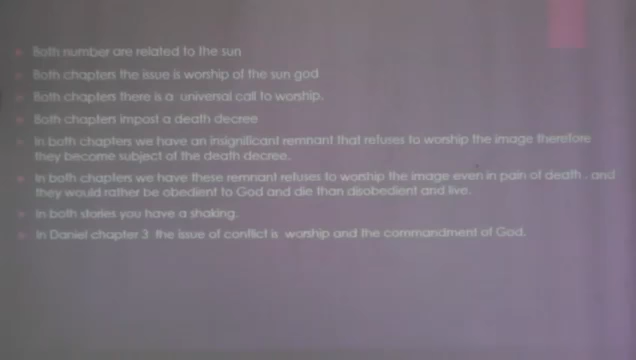 Both number are related to the sun
Both chapters the issue is worship of the sun god
Both chapters there is a universal call to worship.
Both chapters impost a death decree
In both chapters we have an insignificant remnant that refuses to worship the image therefore
they become subject of the death decree.
In both chapters we have these remnant refuses to worship the image even in pain of death , and
they would rather be obedient to God and die than disobedient and live.
In both stories you have a shaking.
In Daniel chapter 3 the issue of conflict is worship and the commandment of God.